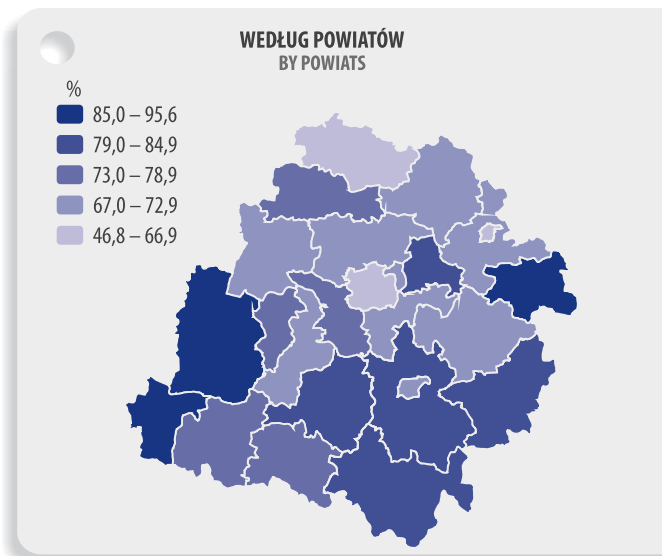 WEDŁUG POWIATÓW
BY POWIATS
%
85,0 – 95,6
79,0 – 84,9
73,0 – 78,9
67,0 – 72,9
46,8 – 66,9